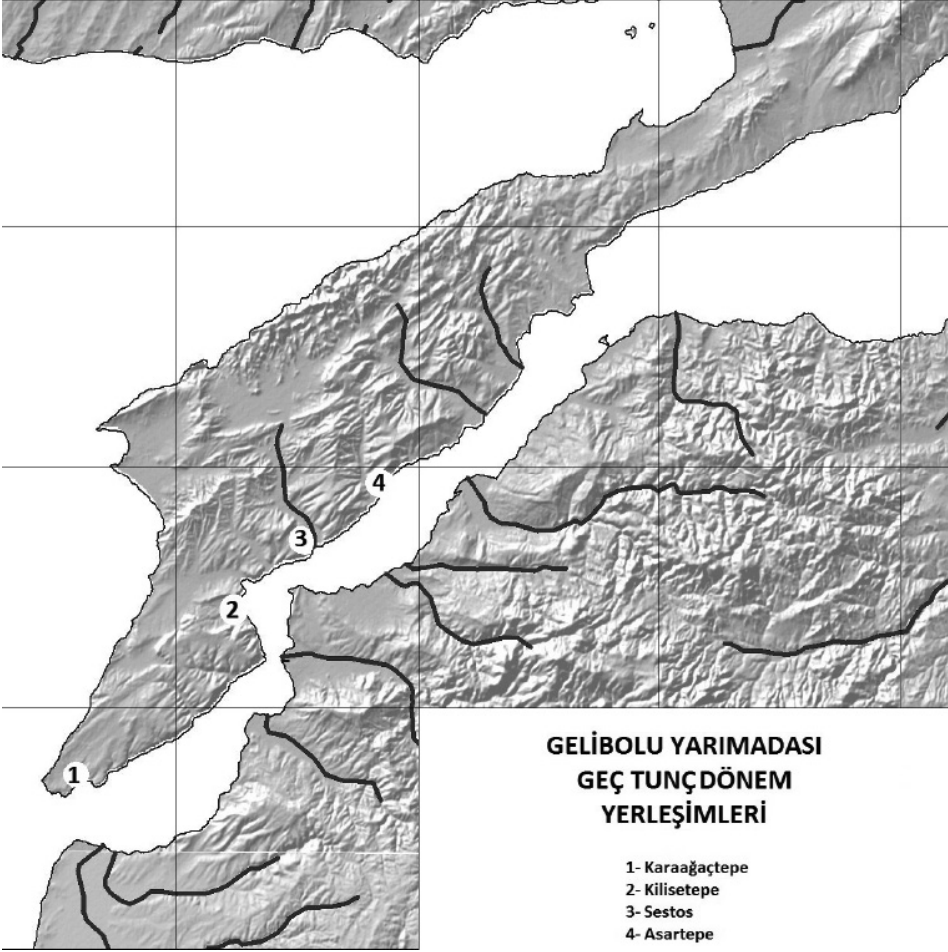 4
3
2
1
GELİBOLU YARIMADASI
GEÇ TUNÇ DÖNEM
YERLEŞİMLERİ
1- Karaağaçtepe
2- Kilisetepe
3- Sestos
4- Asartepe